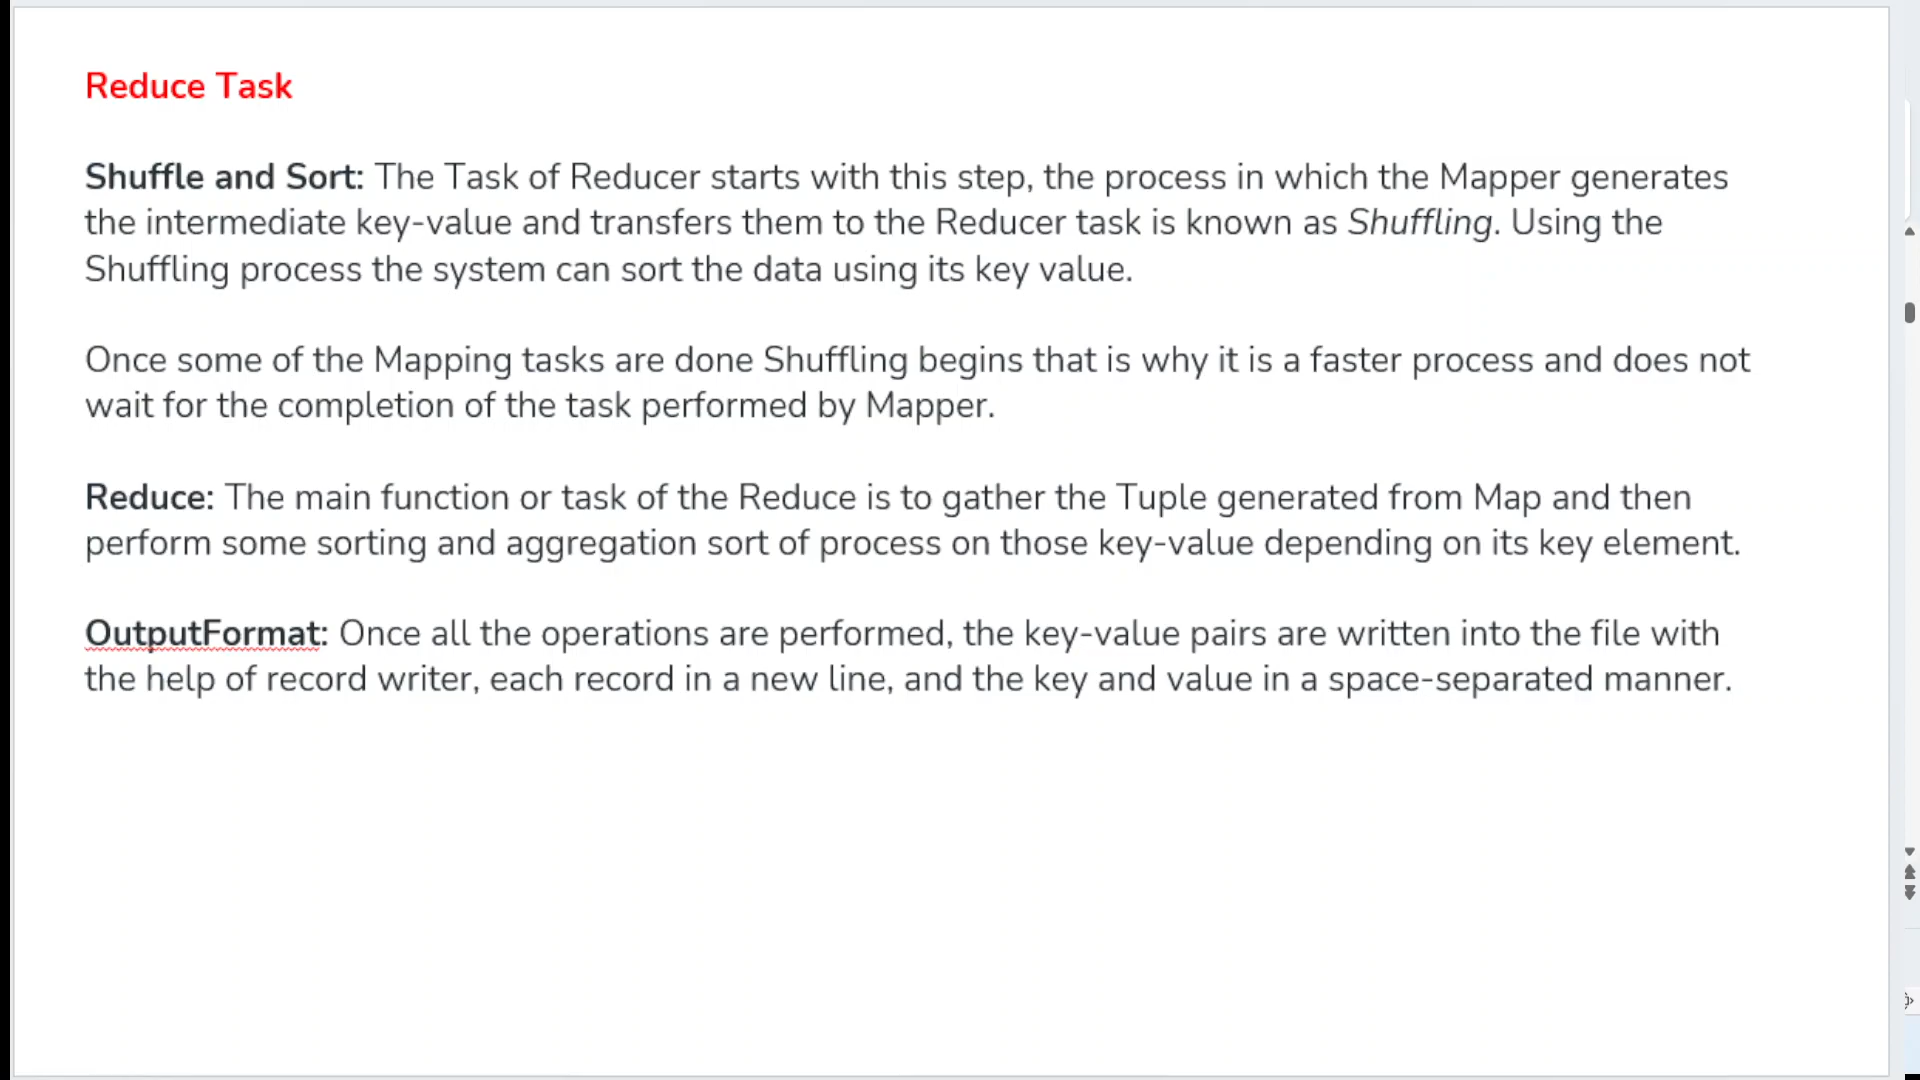 Reduce Task
Shuffle and Sort: The Task of Reducer starts with this step, the process in which the Mapper generates
the intermediate key-value and transfers them to the Reducer task is known as Shuffling. Using the
Shuffling process the system can sort the data using its key value.
Once some of the Mapping tasks are done Shuffling begins that is why it is a faster process and does not
wait for the completion of the task performed by Mapper.
Reduce: The main function or task of the Reduce is to gather the Tuple generated from Map and then
perform some sorting and aggregation sort of process on those key-value depending on its key element.
OutputFormat: Once all the operations are performed, the key-value pairs are written into the file with
the help of record writer, each record in a new line, and the key and value in a space-separated manner.